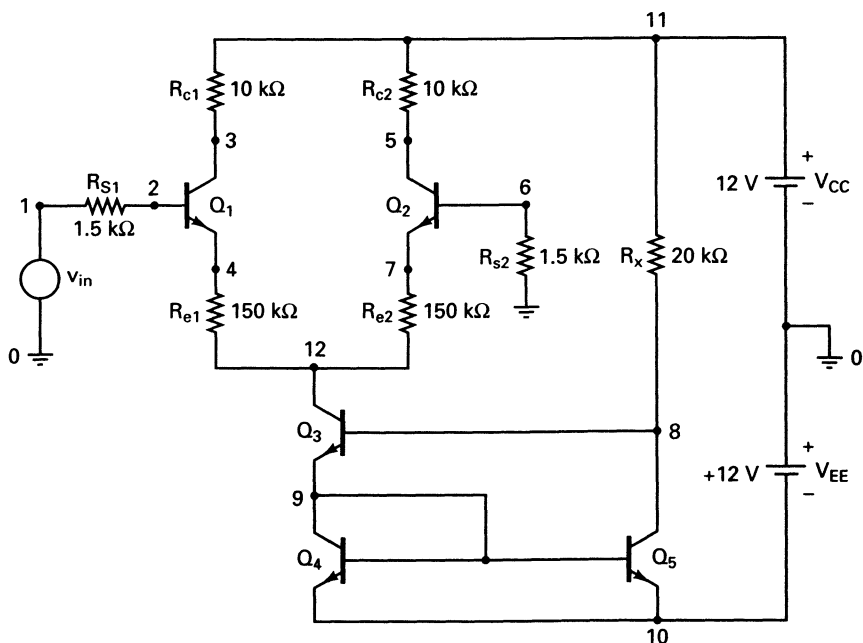 11
R_c1 10 kΩ
R_c2 10 kΩ
3
5
R_S1
1
2
Q_1
Q_2
6
12 V
+
V_CC
−
1.5 kΩ
v_in
4
7
R_s2 1.5 kΩ
R_x 20 kΩ
R_e1 150 kΩ
R_e2 150 kΩ
0
12
0
Q_3
8
+12 V
+
V_EE
−
9
Q_4
Q_5
10